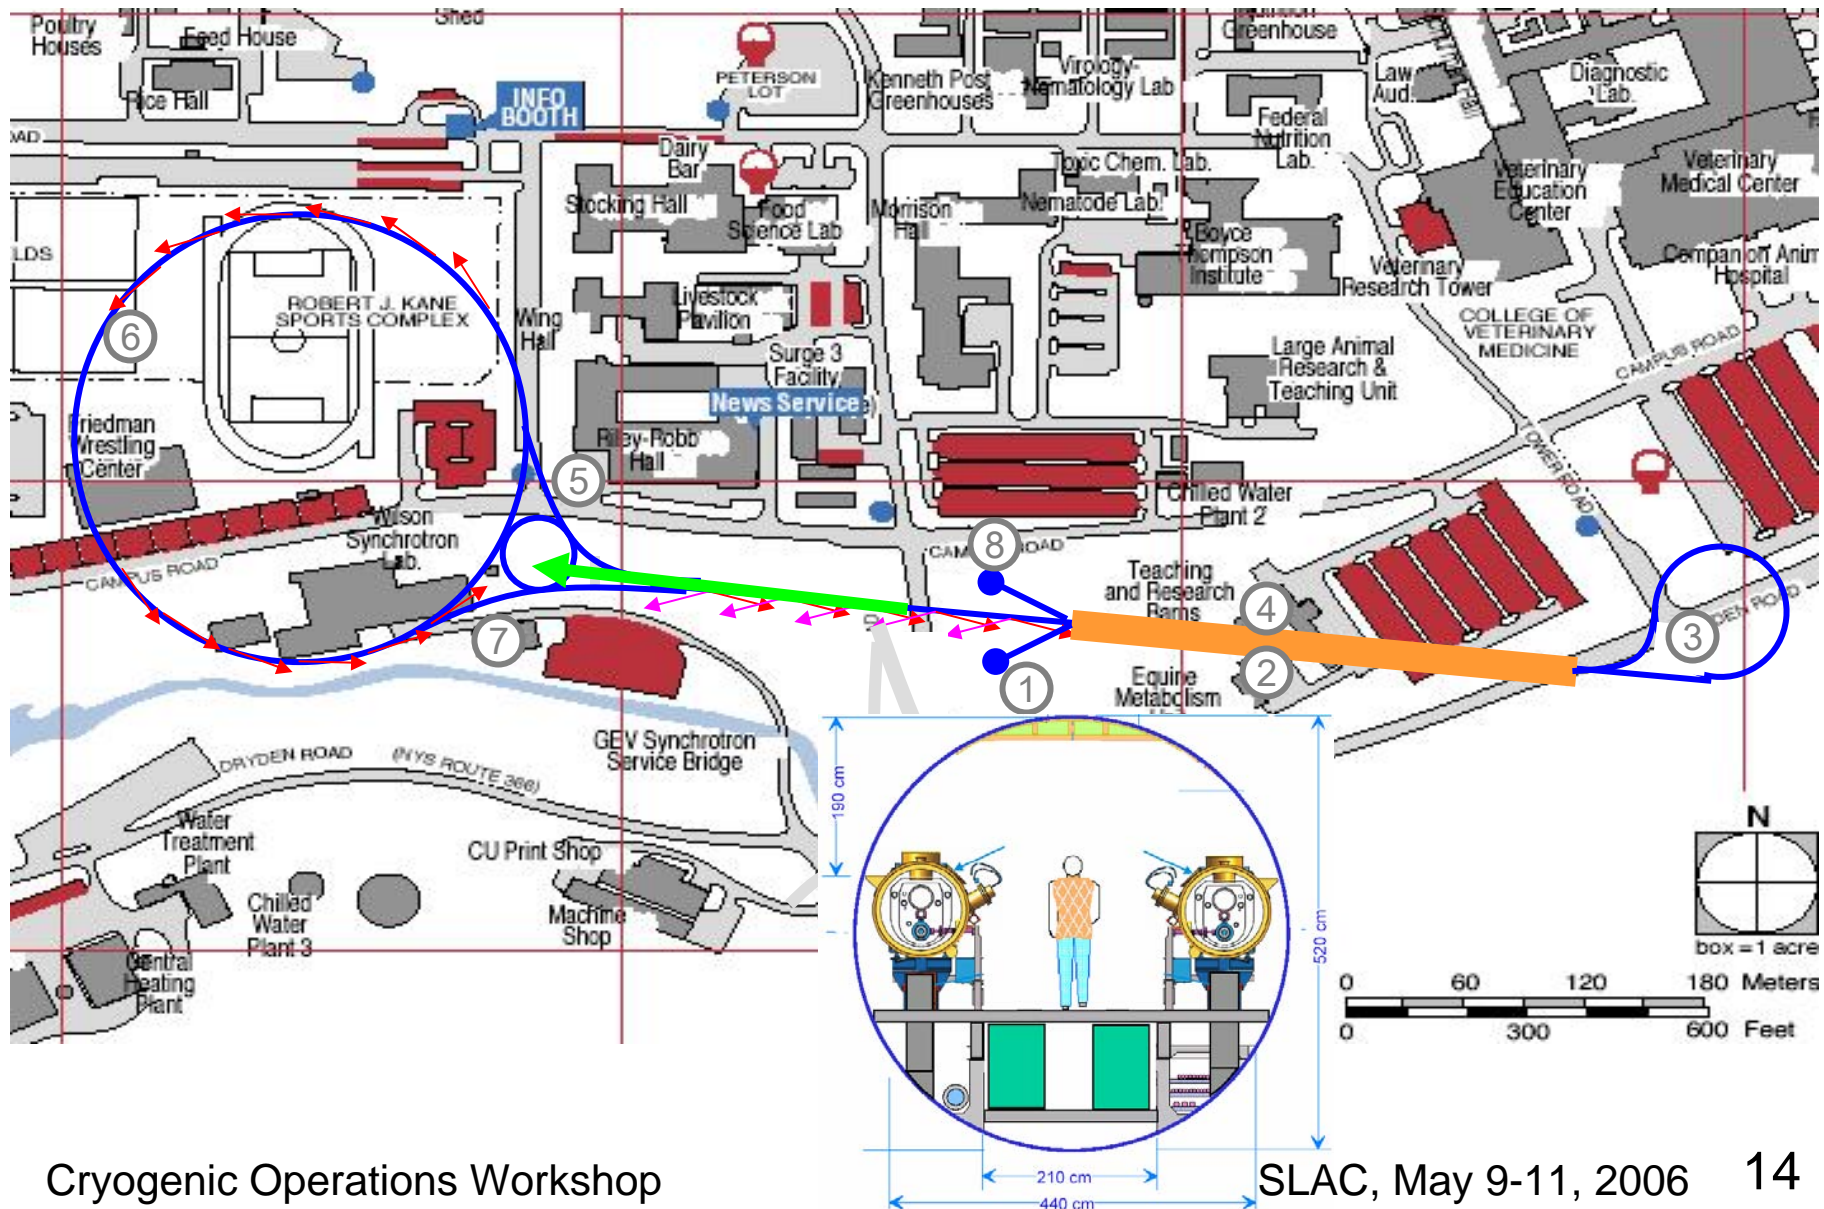 Shed
Poultry
Houses
Feed House
Rice Hall
INFO
BOOTH
PETERSON
LOT
Kenneth Post
Greenhouses
Virology-
Nematology Lab
Greenhouse
Law
Aud.
Diagnostic
Lab.
Federal
Nutrition
Lab.
Dairy
Bar
Toxic Chem. Lab.
Nematode Lab.
Stocking Hall
Food
Science Lab
Morrison
Hall
Boyce
Thompson
Institute
Veterinary
Education
Center
Veterinary
Medical Center
Veterinary
Research Tower
Companion Anim
Hospital
LDS
ROBERT J. KANE
SPORTS COMPLEX
Wing
Hall
Livestock
Pavilion
Surge 3
Facility
News Service
COLLEGE OF
VETERINARY
MEDICINE
CAMPUS ROAD
Large Animal
Research &
Teaching Unit
6
Friedman
Wrestling
Center
Riley-Robb
Hall
5
TOWER ROAD
Chilled Water
Plant 2
Wilson
Synchrotron
Lab.
CAMPUS ROAD
8
Teaching
and Research
Barns
4
3
DEN ROAD
7
1
2
Equine
Metabolism
GEV Synchrotron
Service Bridge
DRYDEN ROAD
(NYS ROUTE 366)
Water
Treatment
Plant
CU Print Shop
Chilled
Water
Plant 3
Machine
Shop
Central
Heating
Plant
190 cm
520 cm
210 cm
440 cm
N
box = 1 acre
0 60 120 180 Meters
0 300 600 Feet
Cryogenic Operations Workshop
SLAC, May 9-11, 2006
14